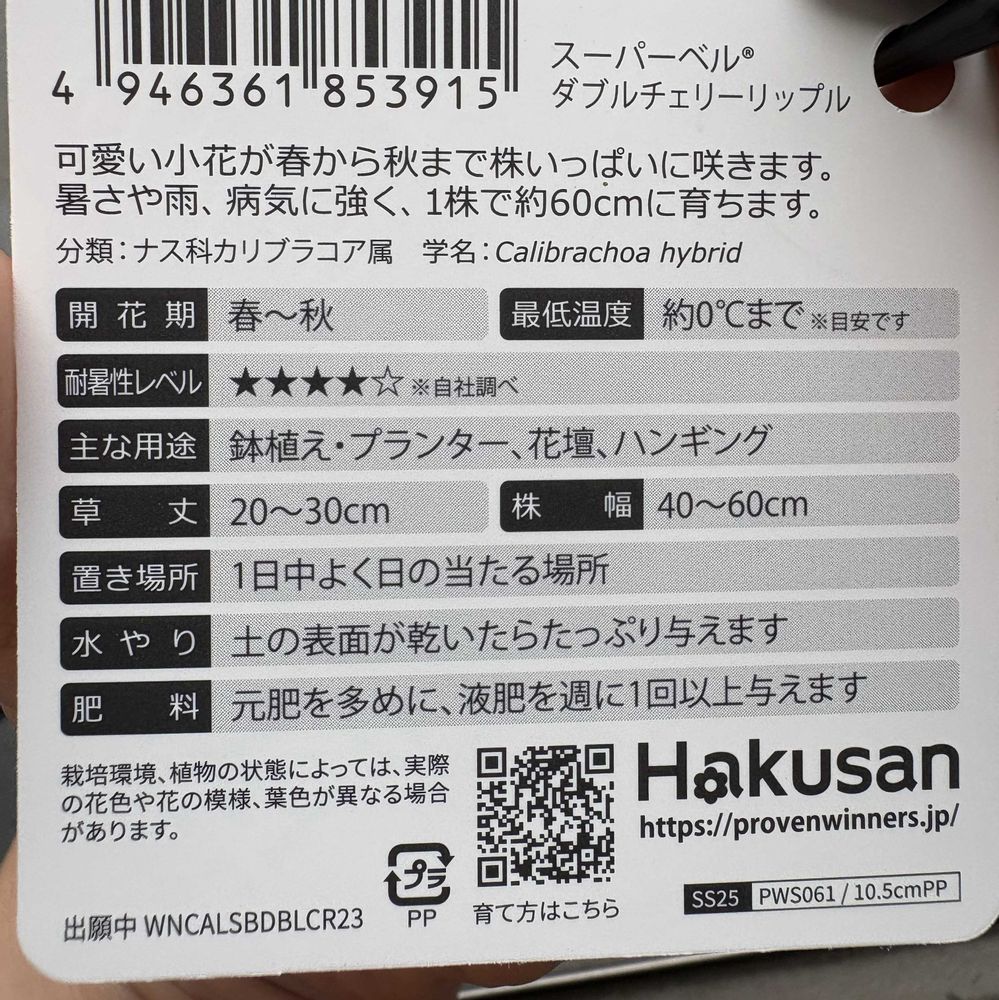 4 946361 853915
スーパーベル®
ダブルチェリーリップル
可愛い小花が春から秋まで株いっぱいに咲きます。
暑さや雨、病気に強く、1株で約60cmに育ちます。
分類：ナス科カリブラコア属 学名：Calibrachoa hybrid
開花期 春～秋 最低温度 約0℃まで ※目安です
耐暑性レベル ★★★★☆ ※自社調べ
主な用途 鉢植え・プランター、花壇、ハンギング
草丈 20～30cm 株幅 40～60cm
置き場所 1日中よく日の当たる場所
水やり 土の表面が乾いたらたっぷり与えます
肥料 元肥を多めに、液肥を週に1回以上与えます
栽培環境、植物の状態によっては、実際
の花色や花の模様、葉色が異なる場合
があります。
プラ
PP
育て方はこちら
Hakusan
https://provenwinners.jp/
SS25 PWS061 / 10.5cmPP
出願中 WNCALSBDBLCR23